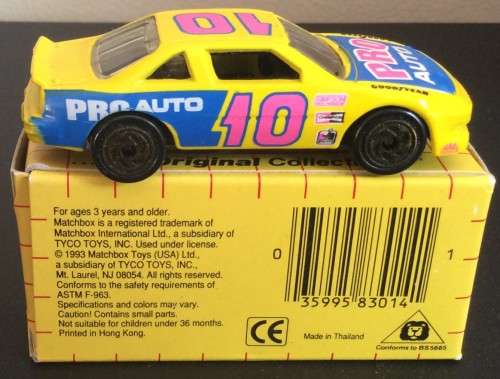 10
PRO
AUTO
GOODYEAR
PRO AUTO
10
...Original Collect
For ages 3 years and older.
Matchbox is a registered trademark of
Matchbox International Ltd., a subsidiary of
TYCO TOYS, INC. Used under license.
© 1993 Matchbox Toys (USA) Ltd.,
a subsidiary of TYCO TOYS, INC.,
Mt. Laurel, NJ 08054. All rights reserved.
Conforms to the safety requirements of
ASTM F-963.
Specifications and colors may vary.
Caution! Contains small parts.
Not suitable for children under 36 months.
Printed in Hong Kong.
0 35995 83014 1
CE
Made in Thailand
Conforms to BS5665